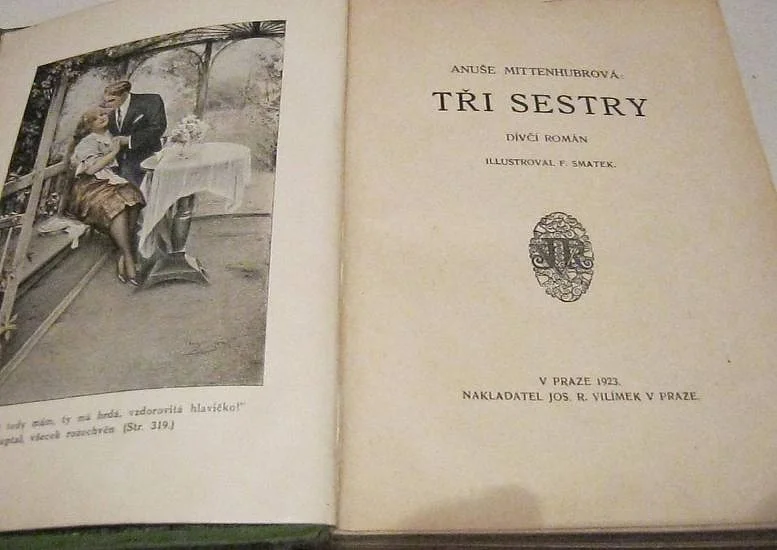 tedy mám, ty má hrdá, vzdorovitá hlavičko!"
všecek rozechvěn (Str. 319.)
ANUŠE MITTENHUBROVÁ:
TŘI SESTRY
DÍVČÍ ROMÁN
ILLUSTROVAL F. SMATEK.
V PRAZE 1923.
NAKLADATEL JOS. R. VILÍMEK V PRAZE.